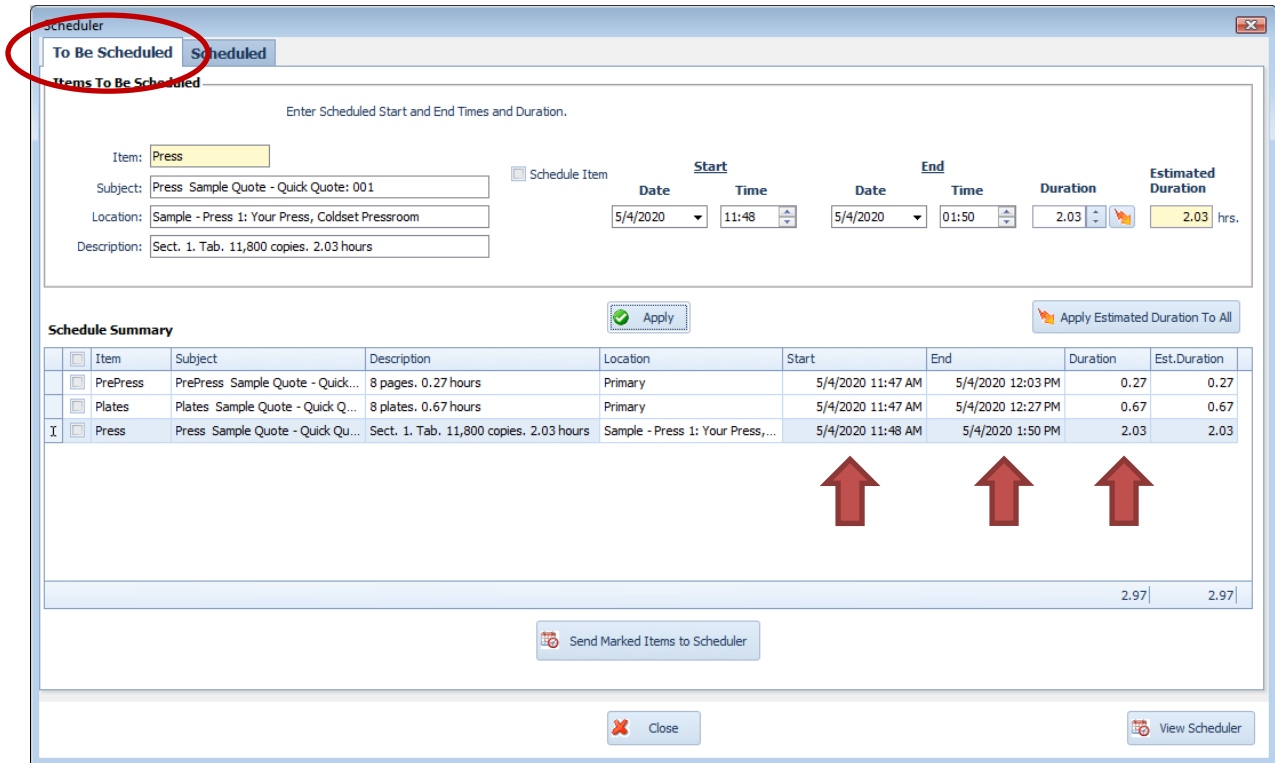 Scheduler
To Be Scheduled Scheduled
Items To Be Scheduled
Enter Scheduled Start and End Times and Duration.
Item: Press
Subject: Press Sample Quote - Quick Quote: 001
Location: Sample - Press 1: Your Press, Coldset Pressroom
Description: Sect. 1. Tab. 11,800 copies. 2.03 hours
Schedule Item
Start End
Date Time Date Time Duration Estimated Duration
5/4/2020 11:48 5/4/2020 01:50 2.03 2.03 hrs.
Apply
Apply Estimated Duration To All
Schedule Summary
Item Subject Description Location Start End Duration Est.Duration
PrePress PrePress Sample Quote - Quick... 8 pages. 0.27 hours Primary 5/4/2020 11:47 AM 5/4/2020 12:03 PM 0.27 0.27
Plates Plates Sample Quote - Quick Q... 8 plates. 0.67 hours Primary 5/4/2020 11:47 AM 5/4/2020 12:27 PM 0.67 0.67
Press Press Sample Quote - Quick Qu... Sect. 1. Tab. 11,800 copies. 2.03 hours Sample - Press 1: Your Press,... 5/4/2020 11:48 AM 5/4/2020 1:50 PM 2.03 2.03
2.97 2.97
Send Marked Items to Scheduler
Close
View Scheduler